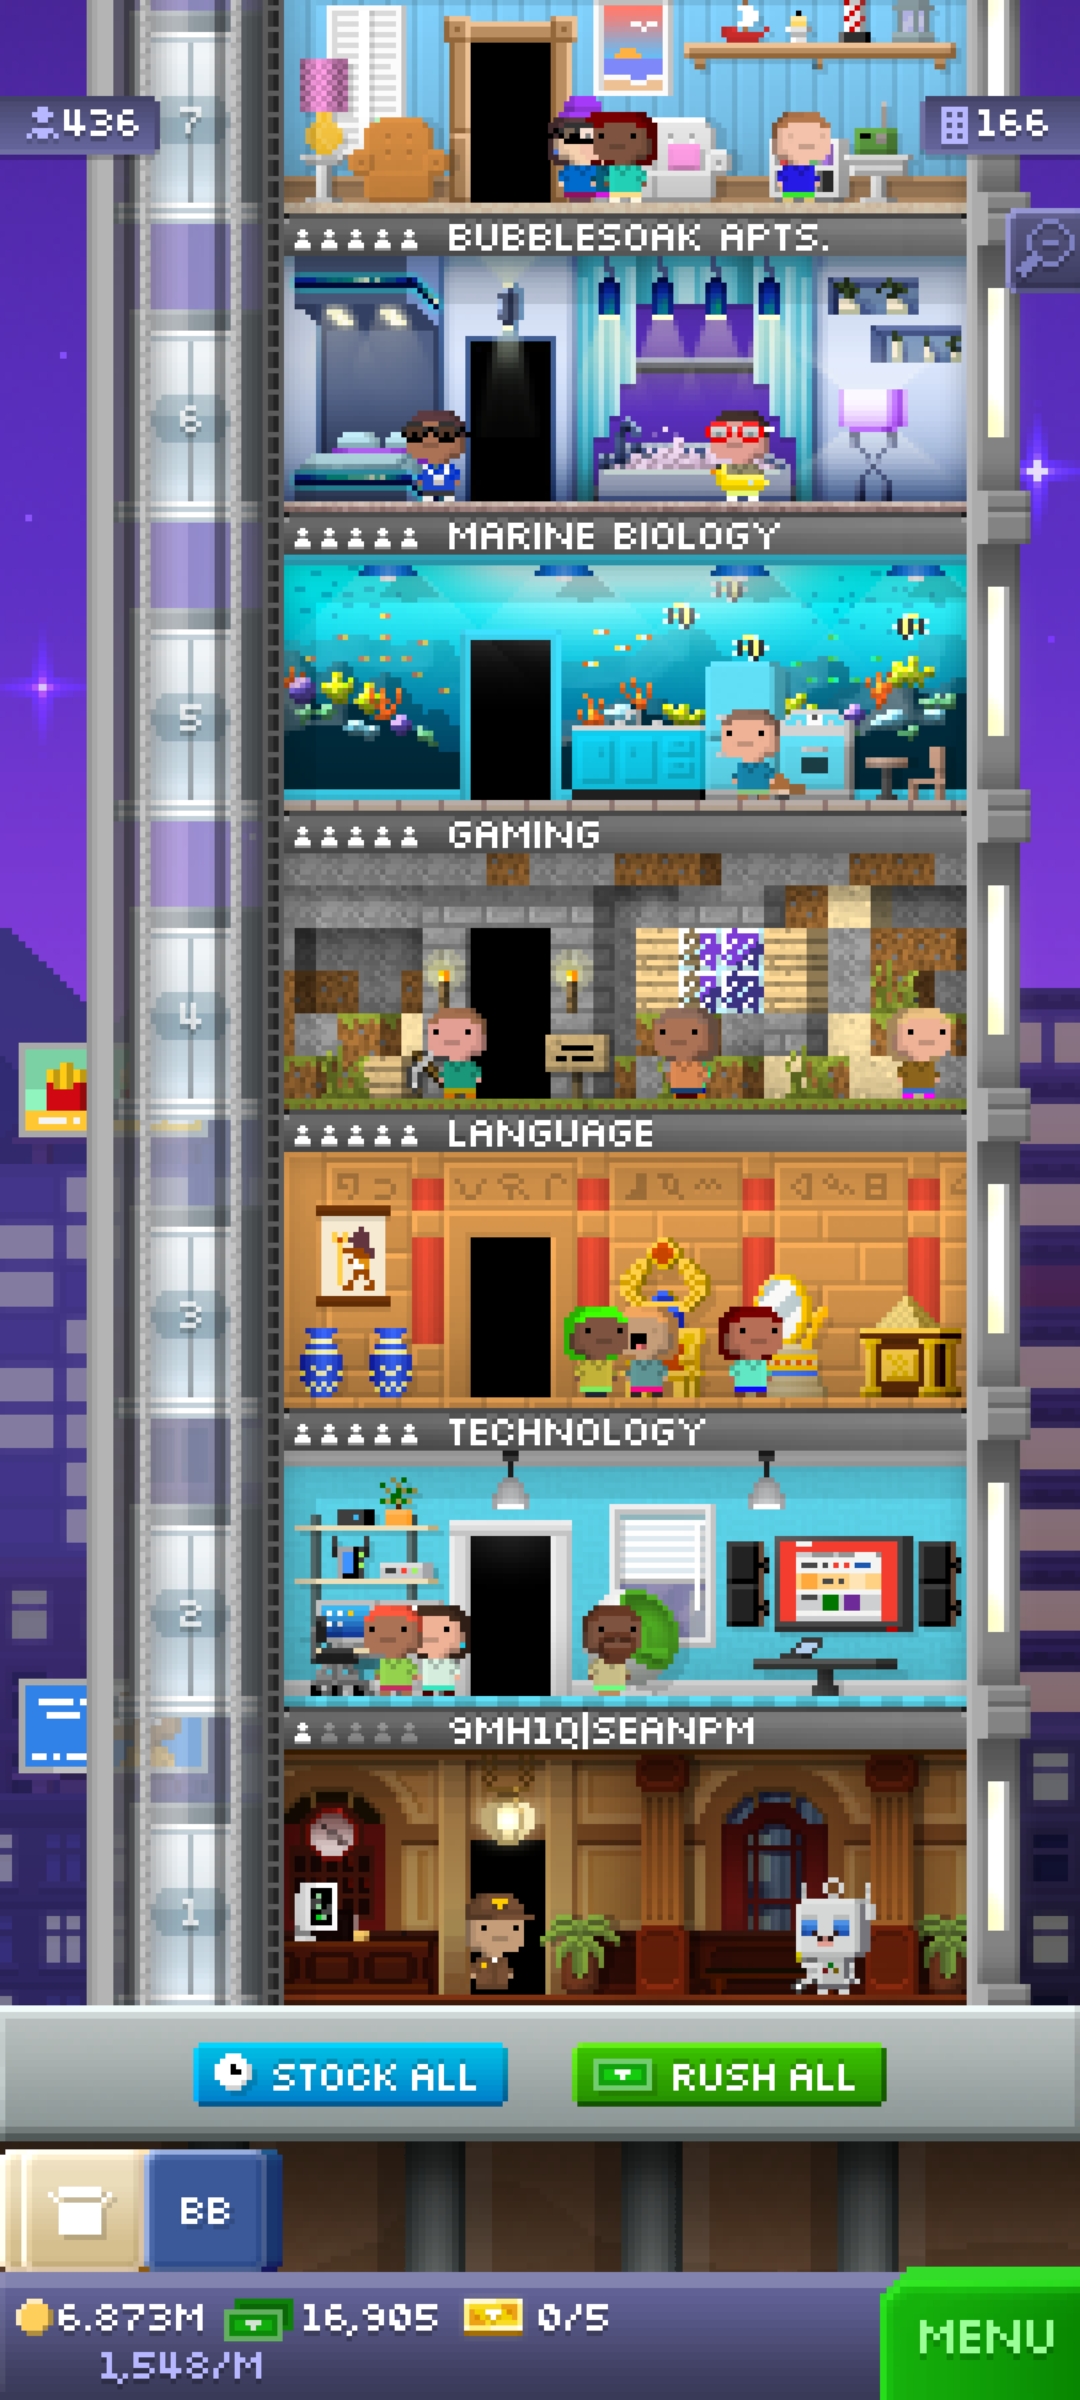 436
7
166
BUBBLESOAK APTS.
6
MARINE BIOLOGY
5
GAMING
4
LANGUAGE
3
TECHNOLOGY
2
9MH1Q|SEANPM
1
STOCK ALL
RUSH ALL
BB
6.873M
16,905
0/5
1,548/M
MENU